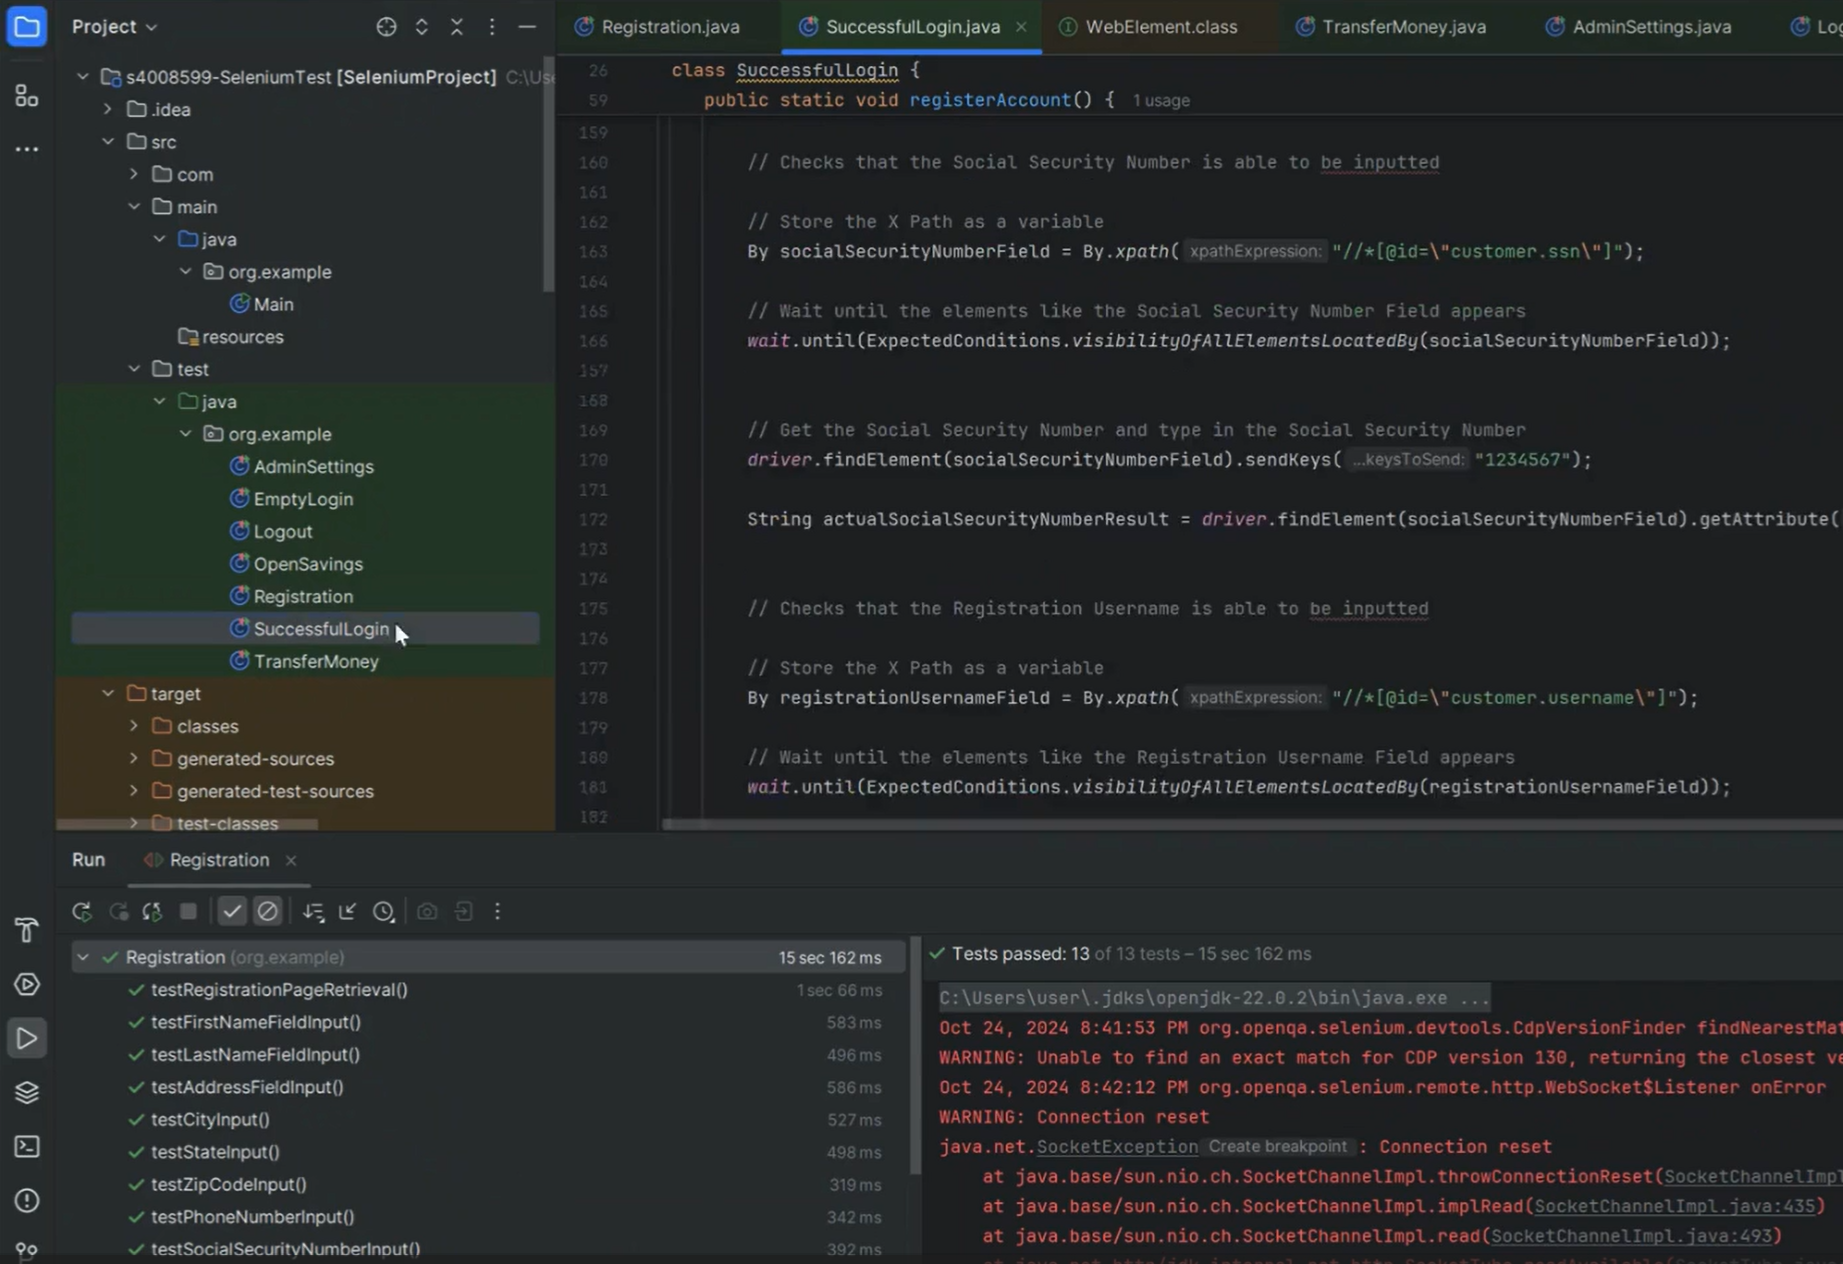 Project
s4008599-SeleniumTest [SeleniumProject] C:\Use
.idea
src
com
main
java
org.example
Main
resources
test
java
org.example
AdminSettings
EmptyLogin
Logout
OpenSavings
Registration
SuccessfulLogin
TransferMoney
target
classes
generated-sources
generated-test-sources
test-classes
Registration.java
SuccessfulLogin.java
WebElement.class
TransferMoney.java
AdminSettings.java
Log
26 class SuccessfulLogin {
59 public static void registerAccount() { 1 usage
159
160 // Checks that the Social Security Number is able to be inputted
161
162 // Store the X Path as a variable
163 By socialSecurityNumberField = By.xpath( xpathExpression: "//*[@id=\"customer.ssn\"]");
164
165 // Wait until the elements like the Social Security Number Field appears
166 wait.until(ExpectedConditions.visibilityOfAllElementsLocatedBy(socialSecurityNumberField));
157
168
169 // Get the Social Security Number and type in the Social Security Number
170 driver.findElement(socialSecurityNumberField).sendKeys( ...keysToSend: "1234567");
171
172 String actualSocialSecurityNumberResult = driver.findElement(socialSecurityNumberField).getAttribute(
173
174
175 // Checks that the Registration Username is able to be inputted
176
177 // Store the X Path as a variable
178 By registrationUsernameField = By.xpath( xpathExpression: "//*[@id=\"customer.username\"]");
179
180 // Wait until the elements like the Registration Username Field appears
181 wait.until(ExpectedConditions.visibilityOfAllElementsLocatedBy(registrationUsernameField));
182
Run Registration
Registration (org.example) 15 sec 162 ms
testRegistrationPageRetrieval() 1 sec 66 ms
testFirstNameFieldInput() 583 ms
testLastNameFieldInput() 496 ms
testAddressFieldInput() 586 ms
testCityInput() 527 ms
testStateInput() 498 ms
testZipCodeInput() 319 ms
testPhoneNumberInput() 342 ms
testSocialSecurityNumberInput() 392 ms
Tests passed: 13 of 13 tests – 15 sec 162 ms
C:\Users\user\.jdks\openjdk-22.0.2\bin\java.exe ...
Oct 24, 2024 8:41:53 PM org.openqa.selenium.devtools.CdpVersionFinder findNearestMat
WARNING: Unable to find an exact match for CDP version 130, returning the closest ve
Oct 24, 2024 8:42:12 PM org.openqa.selenium.remote.http.WebSocket$Listener onError
WARNING: Connection reset
java.net.SocketException Create breakpoint : Connection reset
at java.base/sun.nio.ch.SocketChannelImpl.throwConnectionReset(SocketChannelImpl
at java.base/sun.nio.ch.SocketChannelImpl.implRead(SocketChannelImpl.java:435)
at java.base/sun.nio.ch.SocketChannelImpl.read(SocketChannelImpl.java:493)